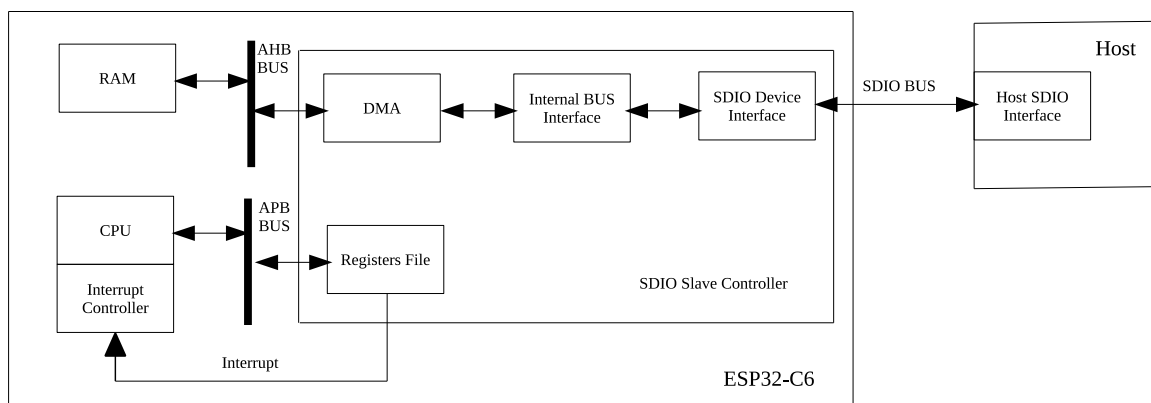 Host
AHB
BUS
RAM
DMA
Internal BUS
Interface
SDIO Device
Interface
SDIO BUS
Host SDIO
Interface
APB
BUS
CPU
Registers File
Interrupt
Controller
SDIO Slave Controller
Interrupt
ESP32-C6